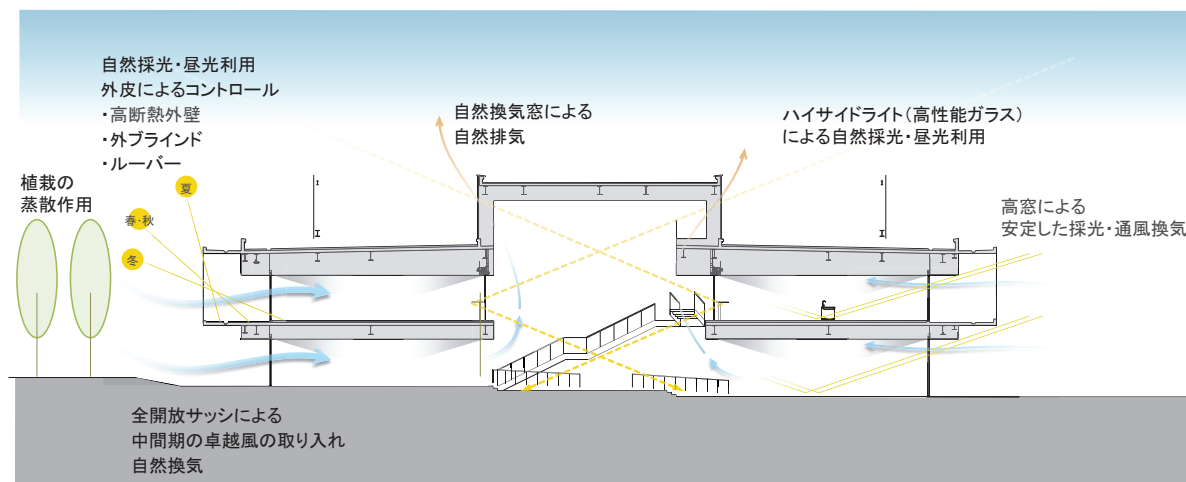 自然採光・昼光利用
外皮によるコントロール
・高断熱外壁
・外ブラインド
・ルーバー
自然換気窓による
自然排気
ハイサイドライト（高性能ガラス）
による自然採光・昼光利用
植栽の
蒸散作用
夏
春・秋
冬
高窓による
安定した採光・通風換気
全開放サッシによる
中間期の卓越風の取り入れ
自然換気